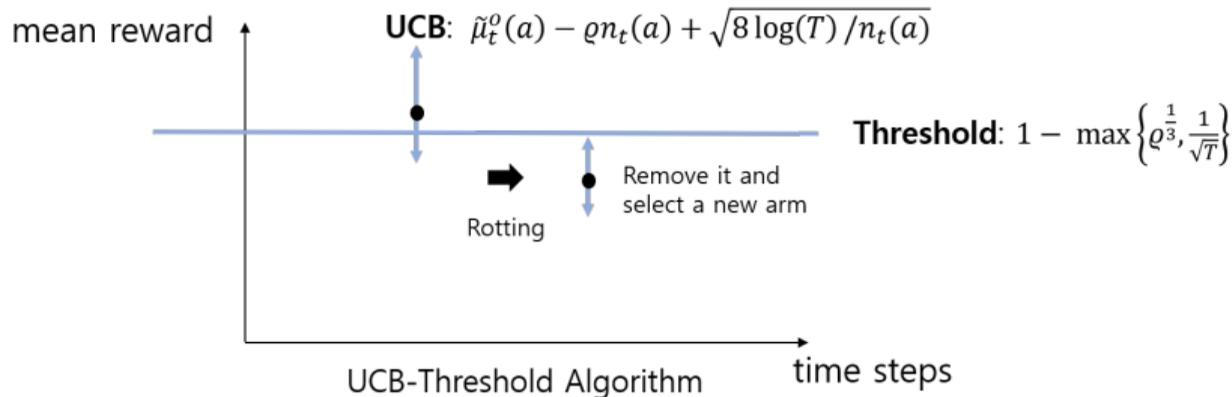 mean reward
UCB: μ̃ₜᵒ(a) − ϱnₜ(a) + √(8 log(T) /nₜ(a))
Threshold: 1 − max{ϱ^(1/3), 1/√T}
Remove it and
select a new arm
Rotting
time steps
UCB-Threshold Algorithm